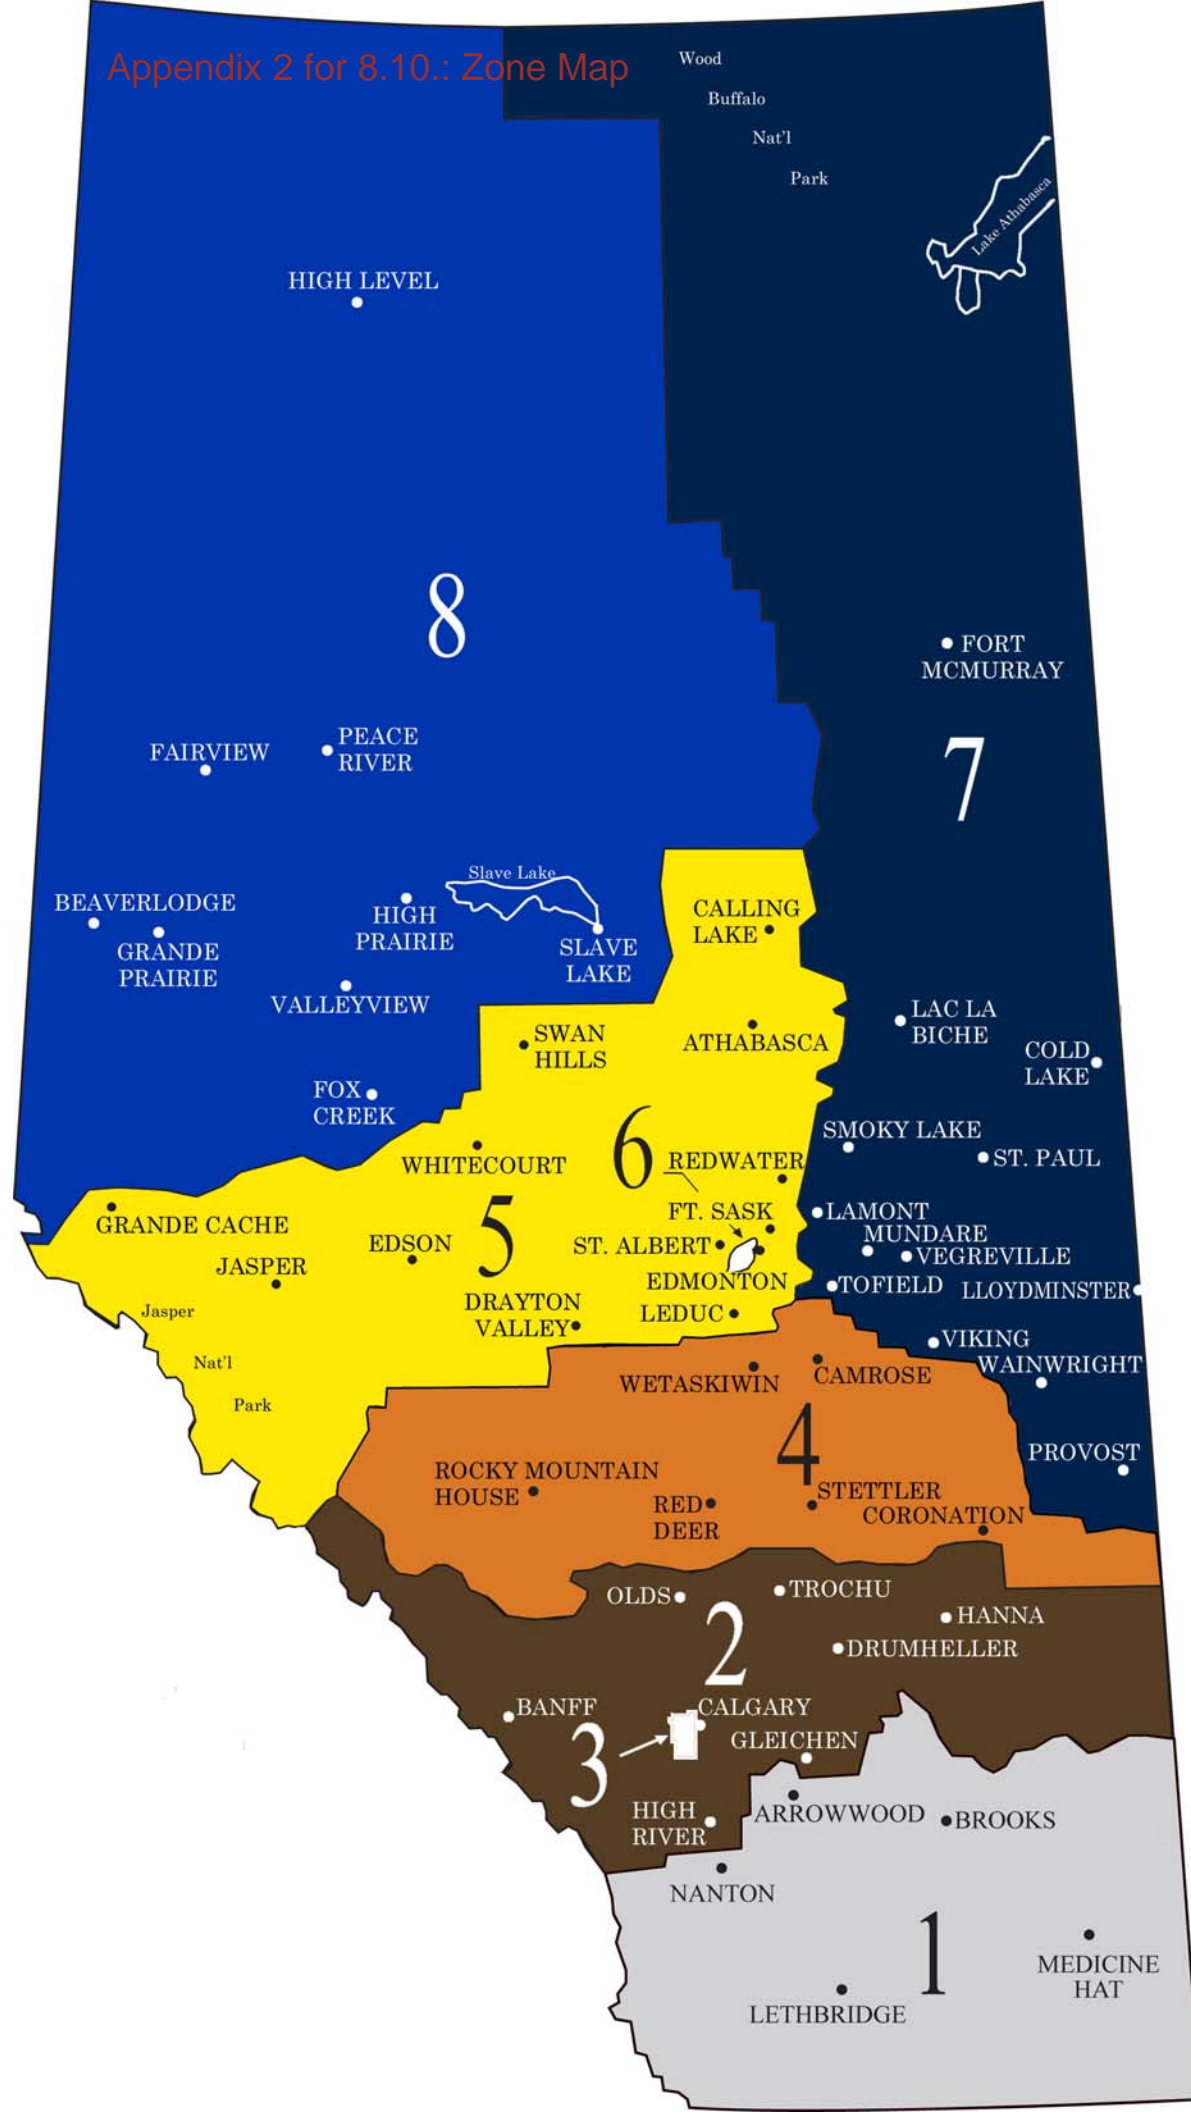 Appendix 2 for 8.10.: Zone Map
Wood
Buffalo
Nat'l
Park
Lake Athabasca
HIGH LEVEL
8
FORT
MCMURRAY
7
FAIRVIEW
PEACE
RIVER
Slave Lake
BEAVERLODGE
GRANDE
PRAIRIE
HIGH
PRAIRIE
SLAVE
LAKE
VALLEYVIEW
CALLING
LAKE
LAC LA
BICHE
COLD
LAKE
SWAN
HILLS
ATHABASCA
FOX
CREEK
6
SMOKY LAKE
ST. PAUL
WHITECOURT
REDWATER
GRANDE CACHE
5
FT. SASK
LAMONT
MUNDARE
VEGREVILLE
EDSON
ST. ALBERT
JASPER
EDMONTON
TOFIELD
LLOYDMINSTER
Jasper
Nat'l
Park
DRAYTON
VALLEY
LEDUC
VIKING
WAINWRIGHT
WETASKIWIN
CAMROSE
4
PROVOST
ROCKY MOUNTAIN
HOUSE
RED
DEER
STETTLER
CORONATION
OLDS
TROCHU
2
HANNA
DRUMHELLER
BANFF
CALGARY
3
GLEICHEN
HIGH
RIVER
ARROWWOOD
BROOKS
NANTON
1
MEDICINE
HAT
LETHBRIDGE